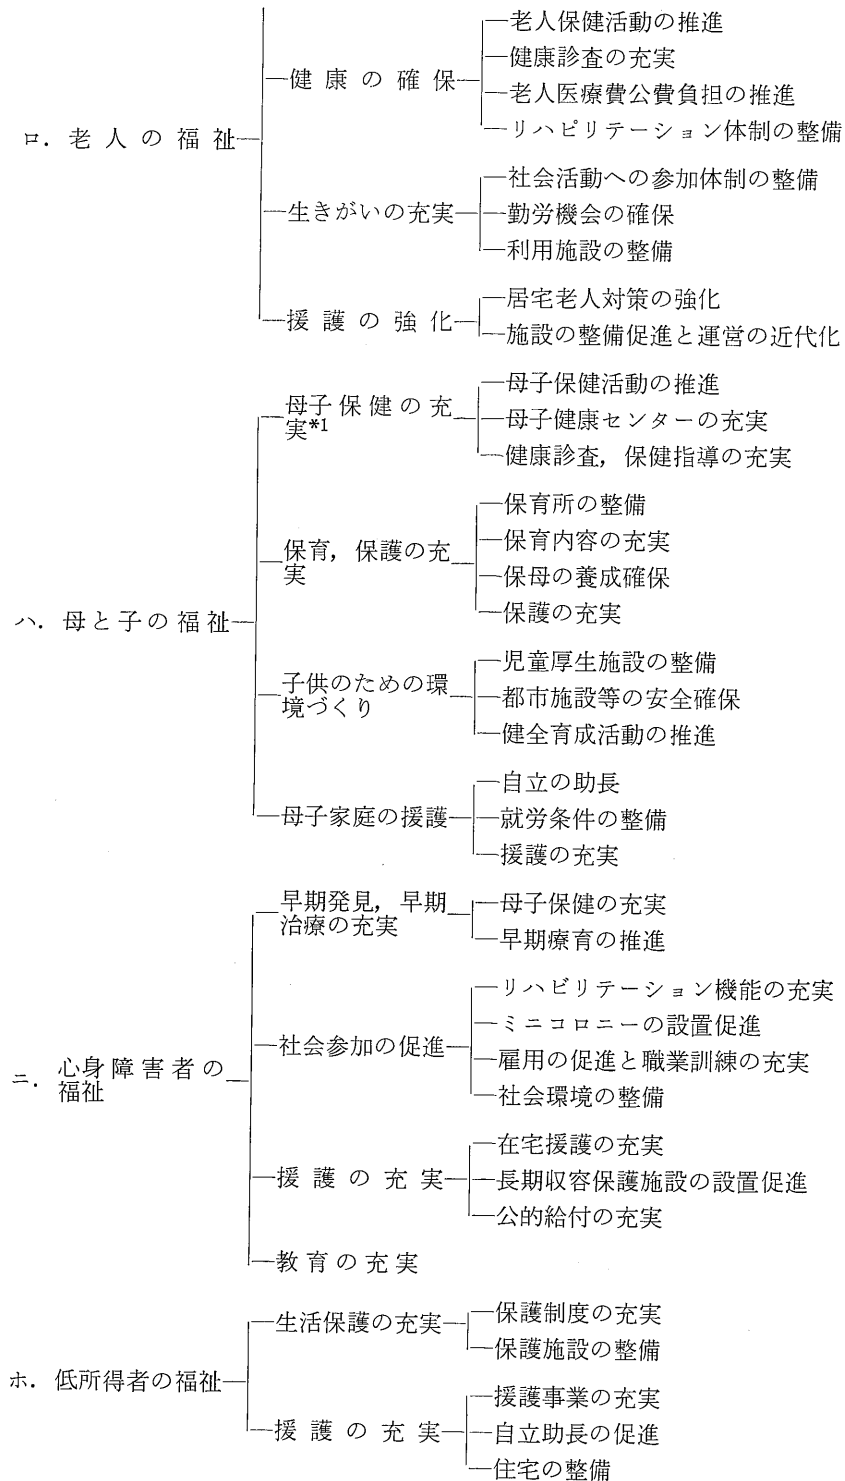 ロ．老人の福祉
健康の確保
老人保健活動の推進
健康診査の充実
老人医療費公費負担の推進
リハピリテーション体制の整備
生きがいの充実
社会活動への参加体制の整備
勤労機会の確保
利用施設の整備
援護の強化
居宅老人対策の強化
施設の整備促進と運営の近代化
ハ．母と子の福祉
母子保健の充
実*1
母子保健活動の推進
母子健康センターの充実
健康診査，保健指導の充実
保育，保護の充
実
保育所の整備
保育内容の充実
保母の養成確保
保護の充実
子供のための環
境づくり
児童厚生施設の整備
都市施設等の安全確保
健全育成活動の推進
母子家庭の援護
自立の助長
就労条件の整備
援護の充実
ニ．心身障害者の
福祉
早期発見，早期
治療の充実
母子保健の充実
早期療育の推進
社会参加の促進
リハビリテーション機能の充実
ミニコロニーの設置促進
雇用の促進と職業訓練の充実
社会環境の整備
援護の充実
在宅援護の充実
長期収容保護施設の設置促進
公的給付の充実
教育の充実
ホ．低所得者の福祉
生活保護の充実
保護制度の充実
保護施設の整備
援護の充実
援護事業の充実
自立助長の促進
住宅の整備